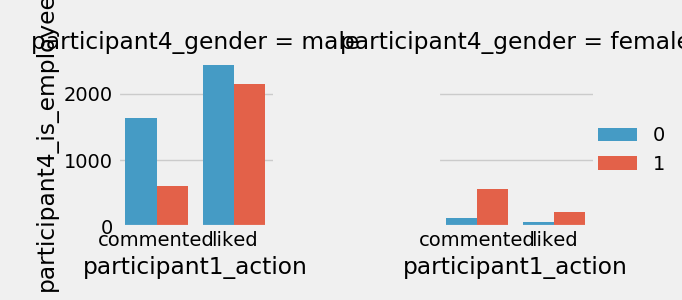 participant4_gender = male
participant4_gender = female
participant4_is_employee
2000
1000
0
commented
liked
participant1_action
commented
liked
participant1_action
0
1